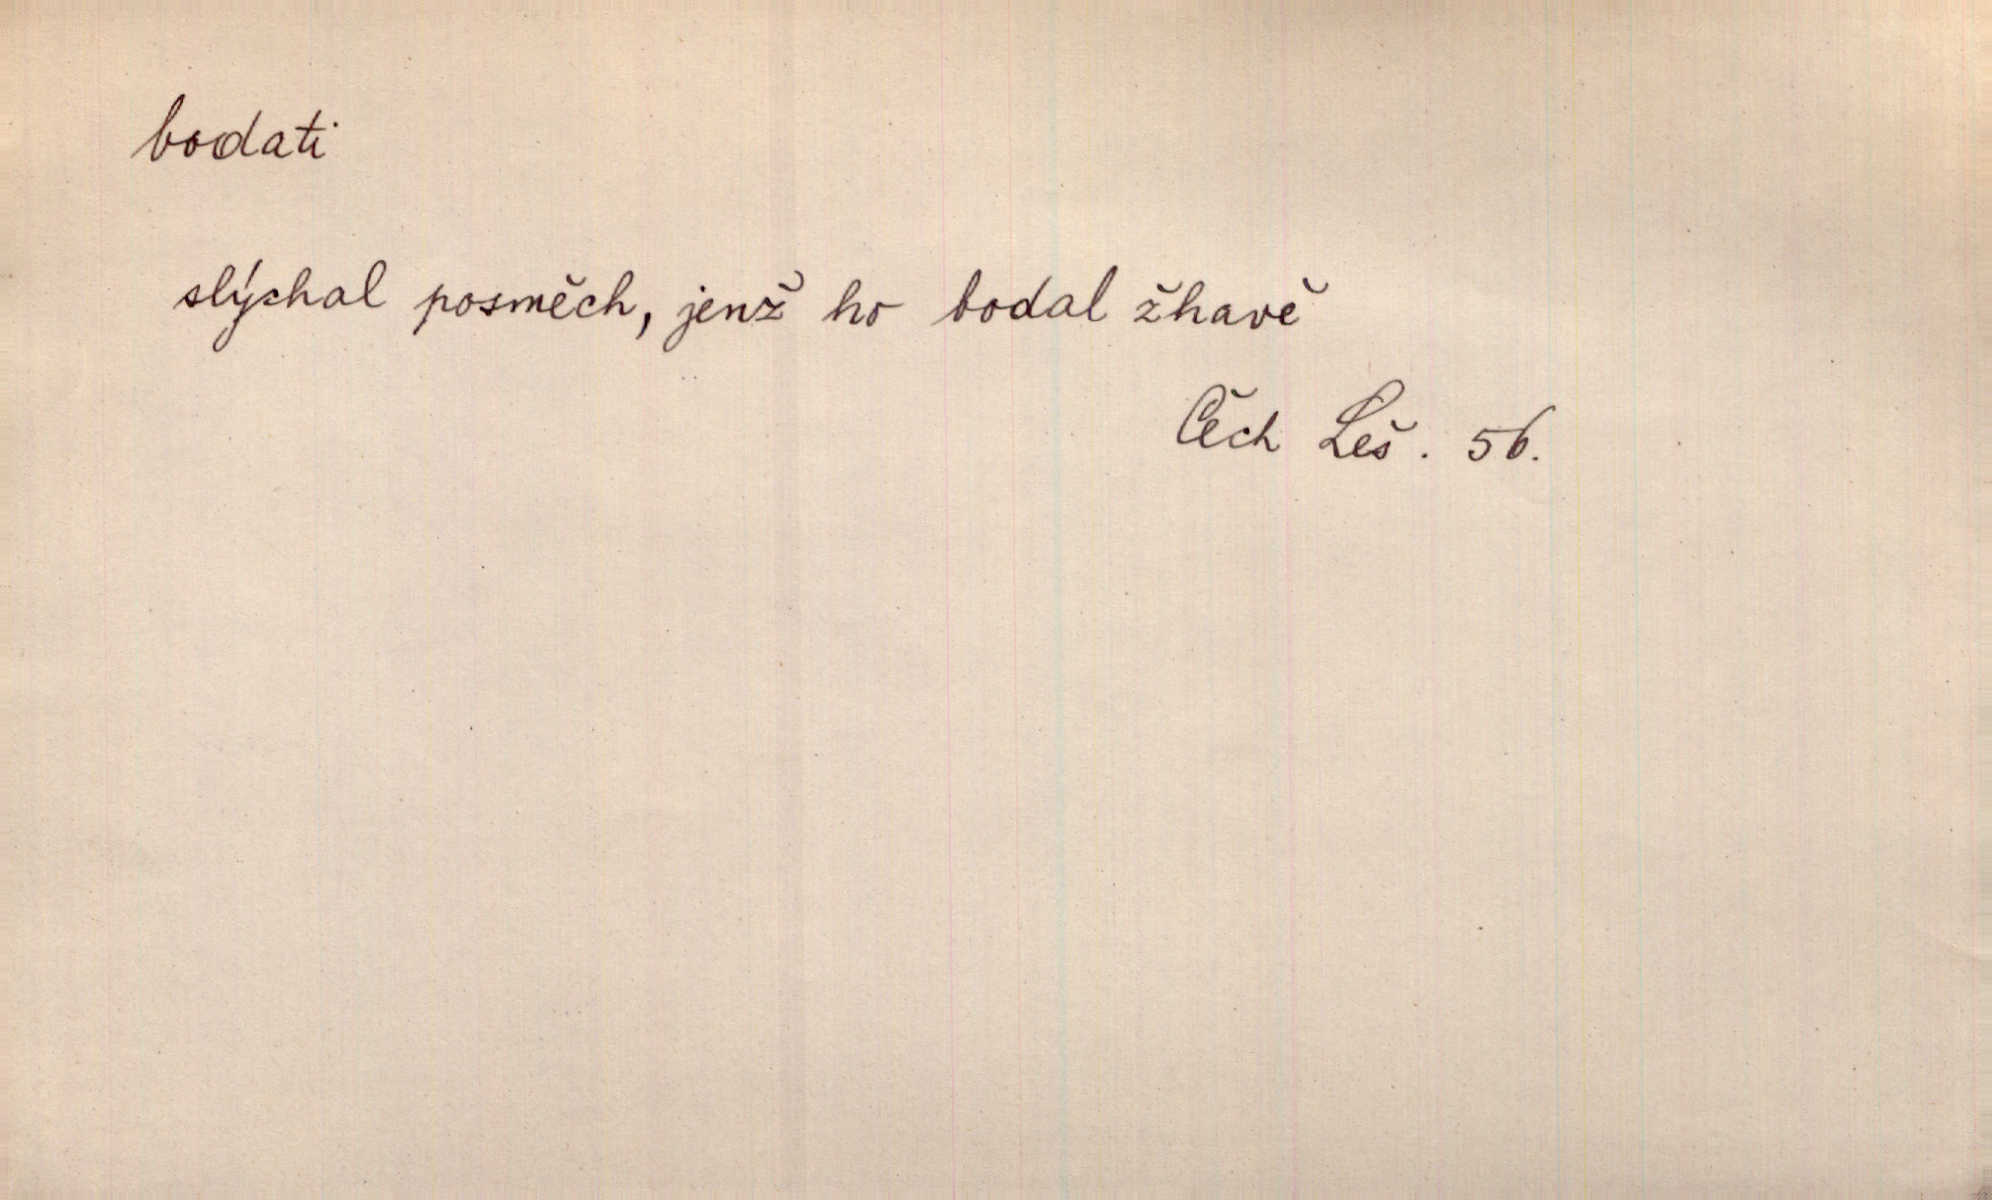 bodati
slýchal posměch, jenž ho bodal žhavě
Čech Leš. 56.